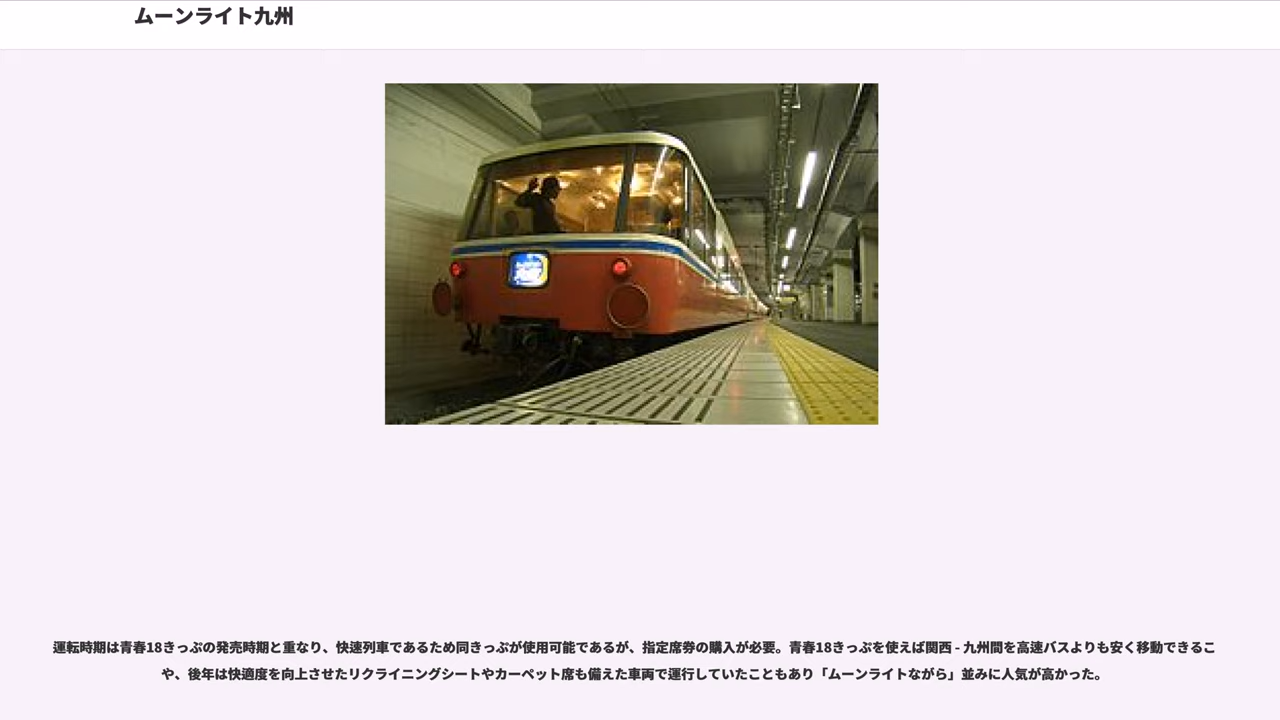 ムーンライト九州
運転時期は青春18きっぷの発売時期と重なり、快速列車であるため同きっぷが使用可能であるが、指定席券の購入が必要。青春18きっぷを使えば関西 - 九州間を高速バスよりも安く移動できるこ
や、後年は快適度を向上させたリクライニングシートやカーペット席も備えた車両で運行していたこともあり「ムーンライトながら」並みに人気が高かった。